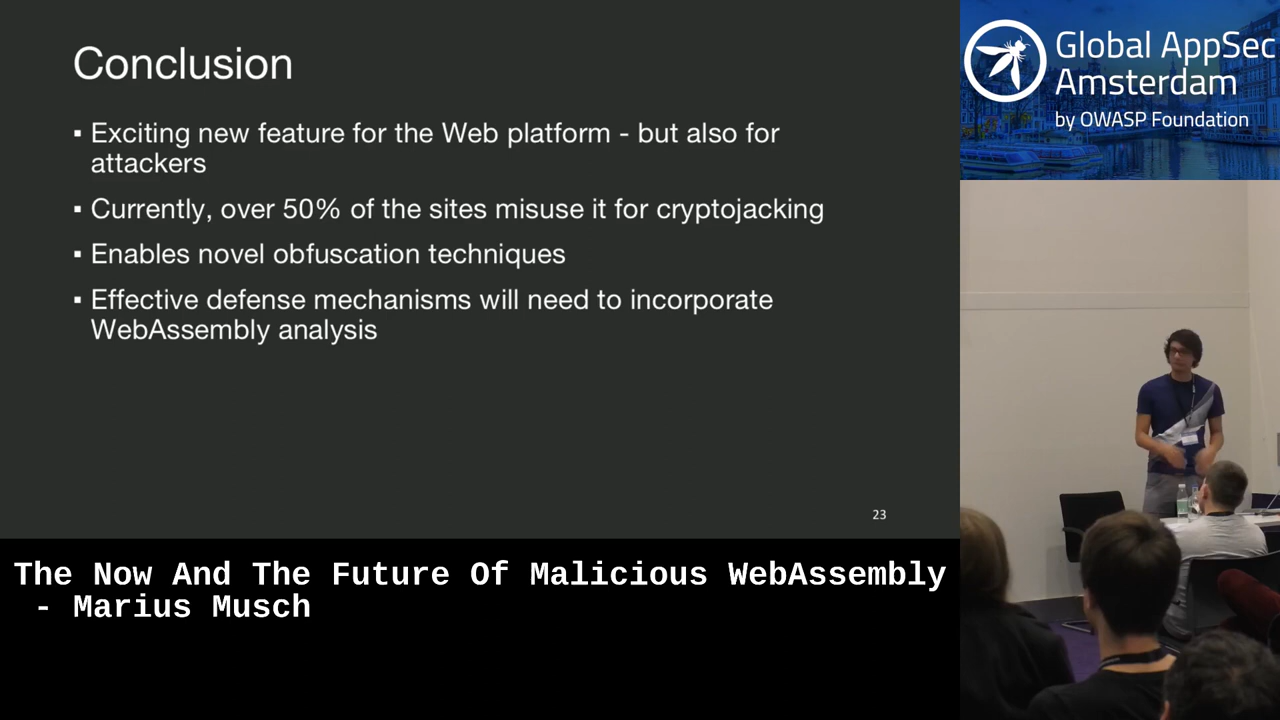 Conclusion
▪ Exciting new feature for the Web platform - but also for
attackers
▪ Currently, over 50% of the sites misuse it for cryptojacking
▪ Enables novel obfuscation techniques
▪ Effective defense mechanisms will need to incorporate
WebAssembly analysis
23
Global AppSec
Amsterdam
by OWASP Foundation
The Now And The Future Of Malicious WebAssembly
- Marius Musch